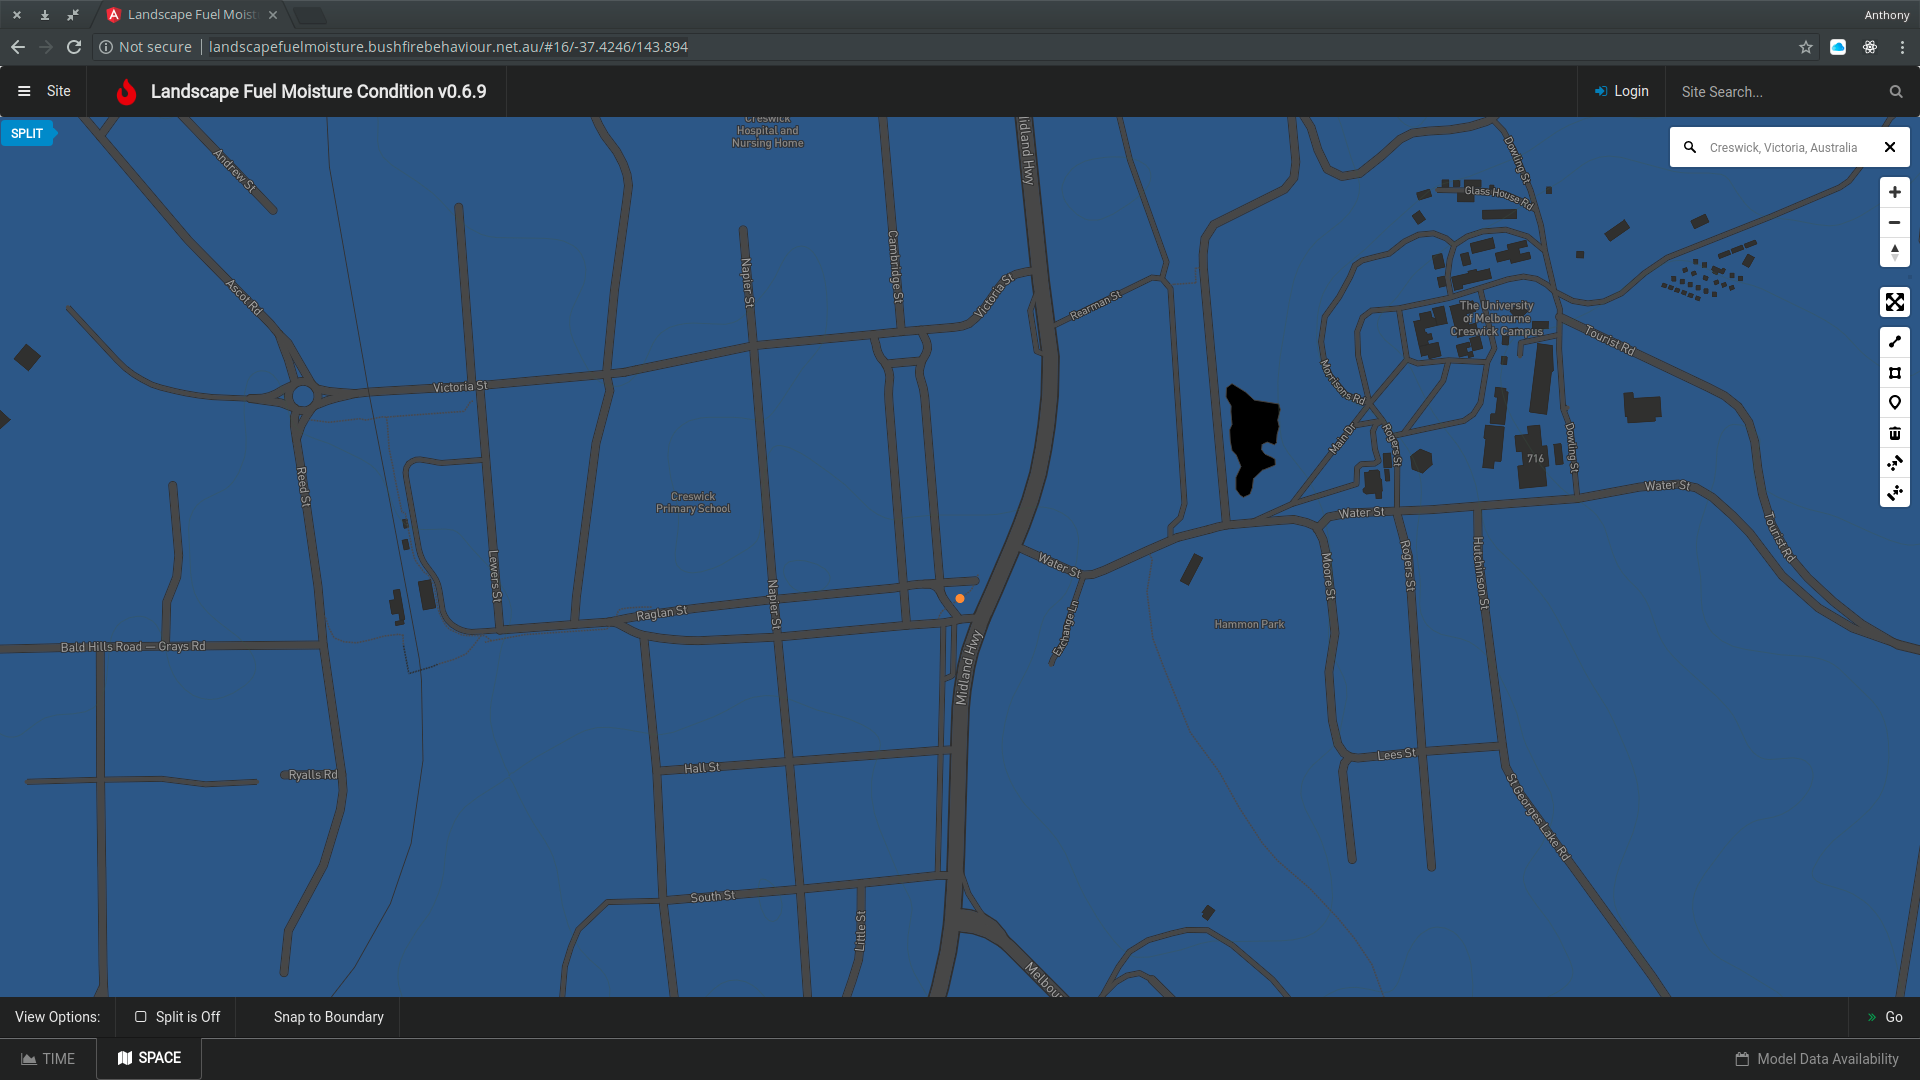 Landscape Fuel Moist
Anthony
Not secure
landscapefuelmoisture.bushfirebehaviour.net.au/#16/-37.4246/143.894
Site
Landscape Fuel Moisture Condition v0.6.9
Login
Site Search...
SPLIT
Creswick, Victoria, Australia
Creswick
Hospital and
Nursing Home
Midland Hwy
Dowling St
Glass House Rd
Andrew St
Ascot Rd
Napier St
Cambridge St
Victoria St
Rearman St
The University
of Melbourne
Creswick Campus
Tourist Rd
Victoria St
Morrisons Rd
Main Dr
Rogers St
Dowling St
716
Reed St
Creswick
Primary School
Water St
Water St
Tourist Rd
Lewers St
Napier St
Raglan St
Water St
Exchange Ln
Moore St
Rogers St
Hutchinson St
Hammon Park
Bald Hills Road — Grays Rd
Midland Hwy
Ryalls Rd
Hall St
Lees St
St Georges Lake Rd
South St
Little St
Melbou
View Options:
Split is Off
Snap to Boundary
Go
TIME
SPACE
Model Data Availability